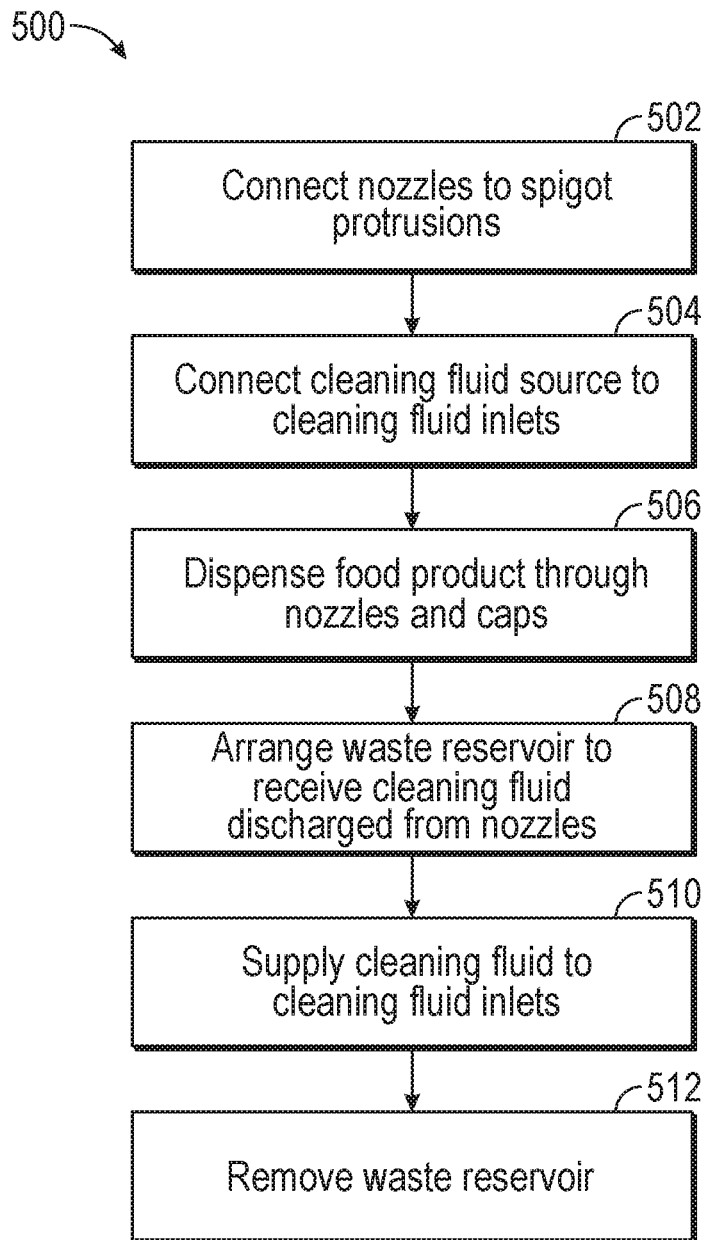 500
502
Connect nozzles to spigot
protrusions
504
Connect cleaning fluid source to
cleaning fluid inlets
506
Dispense food product through
nozzles and caps
508
Arrange waste reservoir to
receive cleaning fluid
discharged from nozzles
510
Supply cleaning fluid to
cleaning fluid inlets
512
Remove waste reservoir